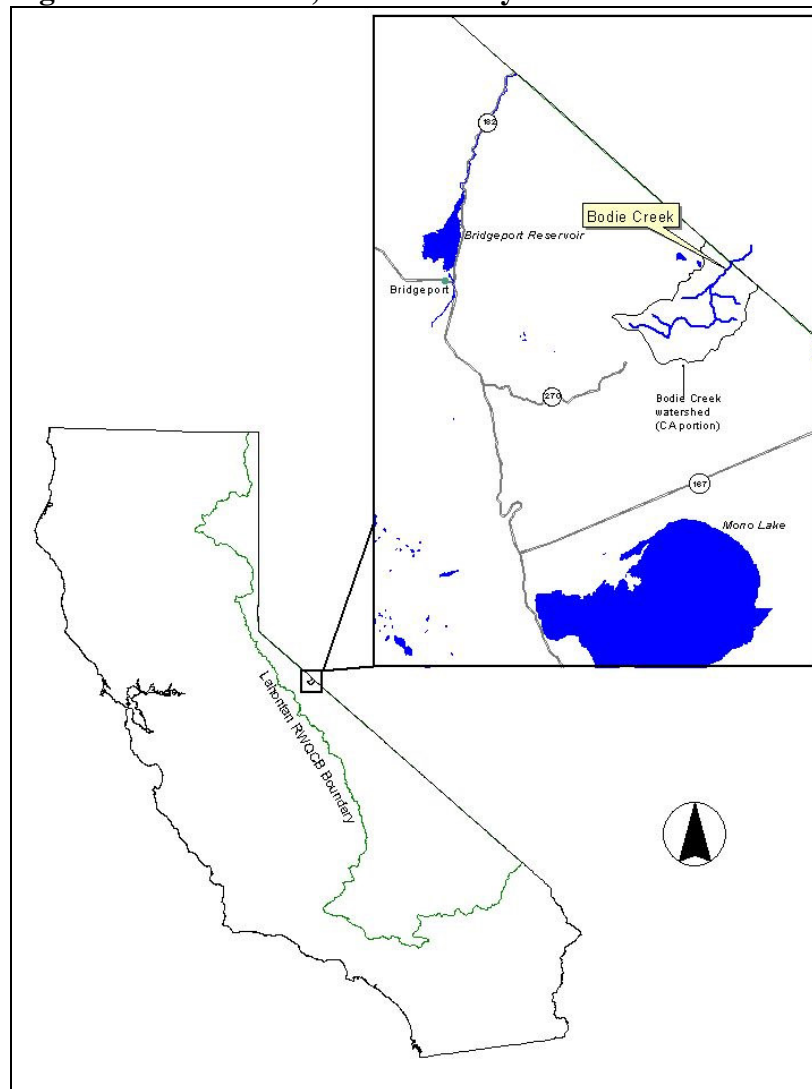 182
Bodie Creek
Bridgeport Reservoir
Bridgeport
270
Bodie Creek
watershed
(CA portion)
167
Mono Lake
Lahontan RWQCB Boundary